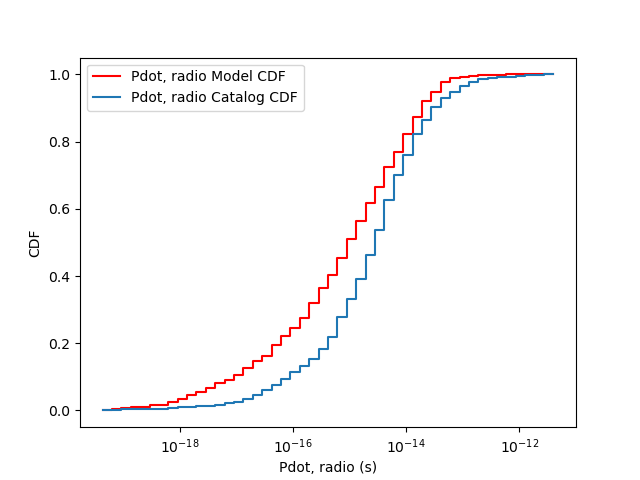 Pdot, radio Model CDF
Pdot, radio Catalog CDF
1.0
0.8
0.6
0.4
0.2
0.0
CDF
10⁻¹⁸ 10⁻¹⁶ 10⁻¹⁴ 10⁻¹²
Pdot, radio (s)